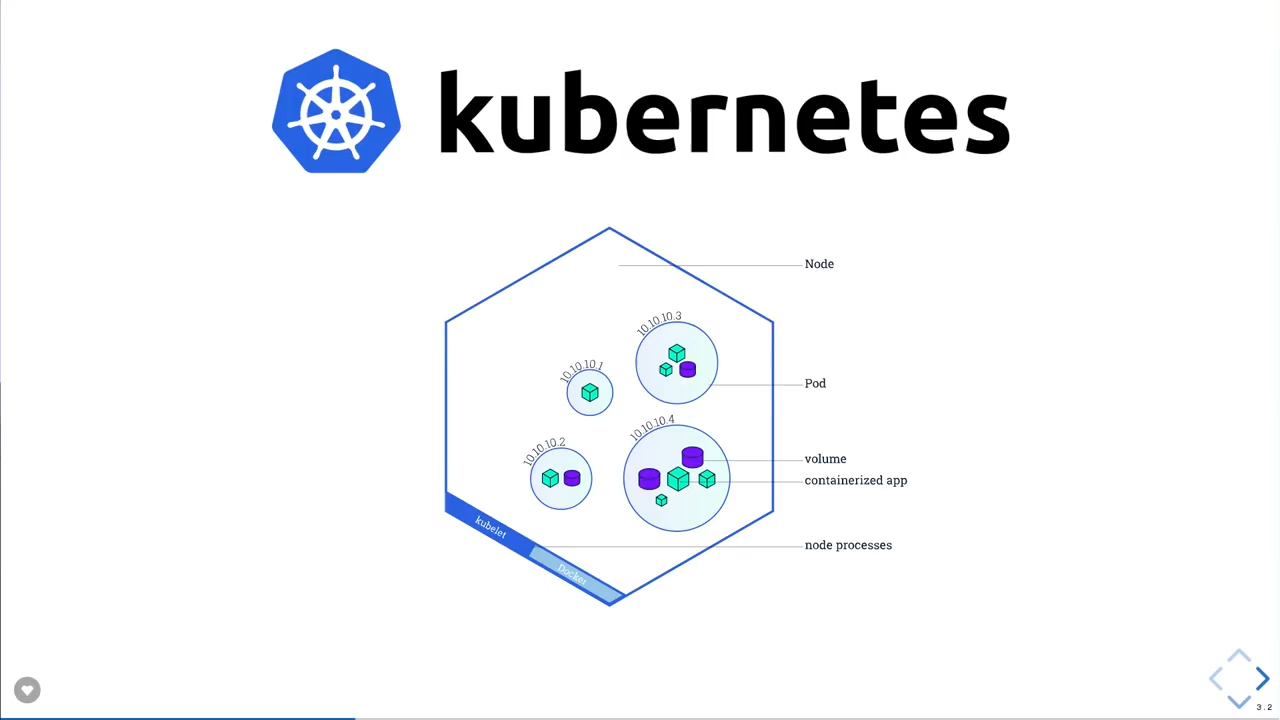 kubernetes
Node
10.10.10.3
10.10.10.1
Pod
10.10.10.4
10.10.10.2
volume
containerized app
kubelet
node processes
Docker
3.2